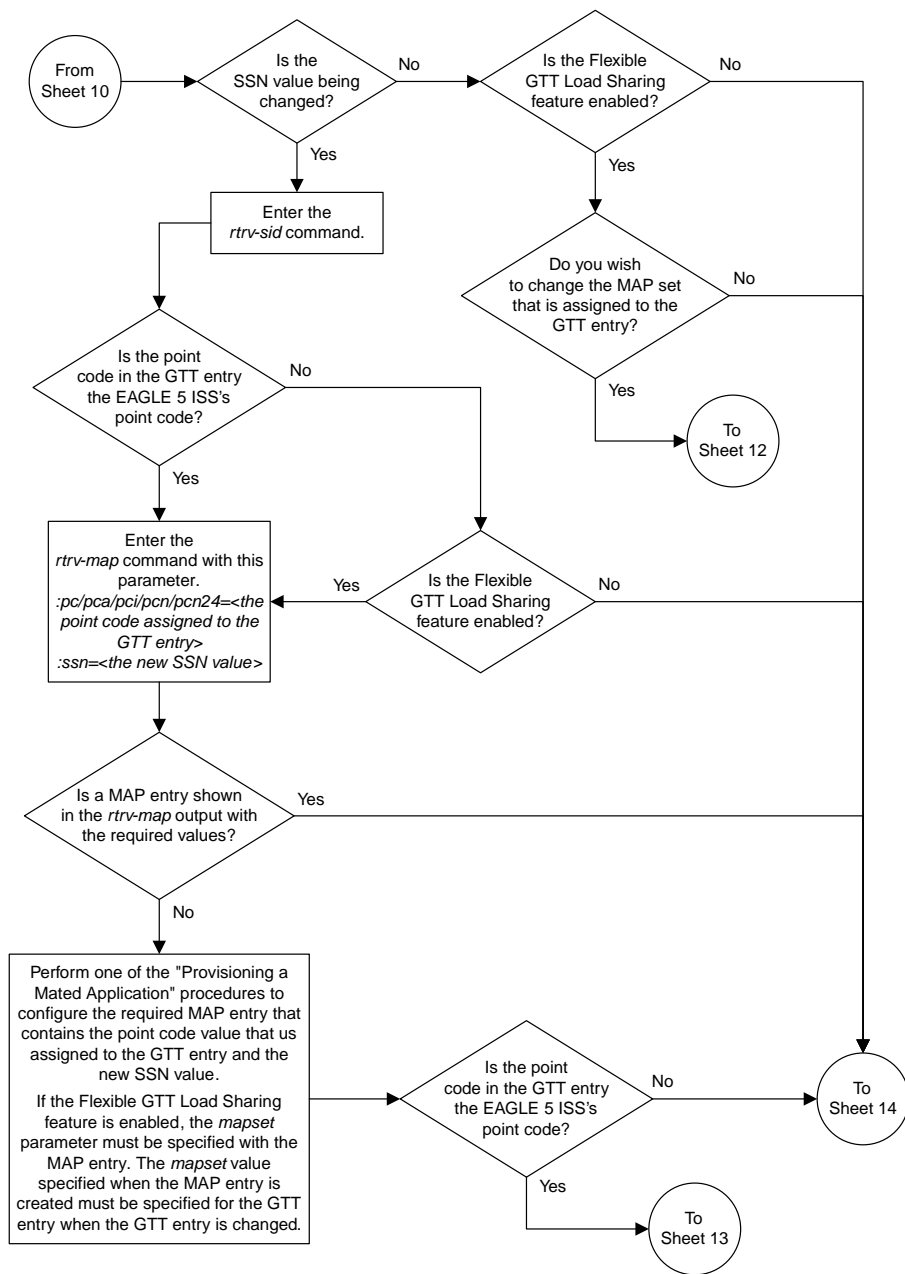 From
Sheet 10
Is the
SSN value being
changed?
No
Yes
Is the Flexible
GTT Load Sharing
feature enabled?
No
Yes
Enter the
rtrv-sid command.
Do you wish
to change the MAP set
that is assigned to the
GTT entry?
No
Yes
To
Sheet 12
Is the point
code in the GTT entry
the EAGLE 5 ISS's
point code?
No
Yes
Enter the
rtrv-map command with this
parameter.
:pc/pca/pci/pcn/pcn24=<the
point code assigned to the
GTT entry>
:ssn=<the new SSN value>
Yes
Is the Flexible
GTT Load Sharing
feature enabled?
No
Is a MAP entry shown
in the rtrv-map output with
the required values?
Yes
No
Perform one of the "Provisioning a
Mated Application" procedures to
configure the required MAP entry that
contains the point code value that us
assigned to the GTT entry and the
new SSN value.
If the Flexible GTT Load Sharing
feature is enabled, the mapset
parameter must be specified with the
MAP entry. The mapset value
specified when the MAP entry is
created must be specified for the GTT
entry when the GTT entry is changed.
Is the point
code in the GTT entry
the EAGLE 5 ISS's
point code?
No
Yes
To
Sheet 14
To
Sheet 13